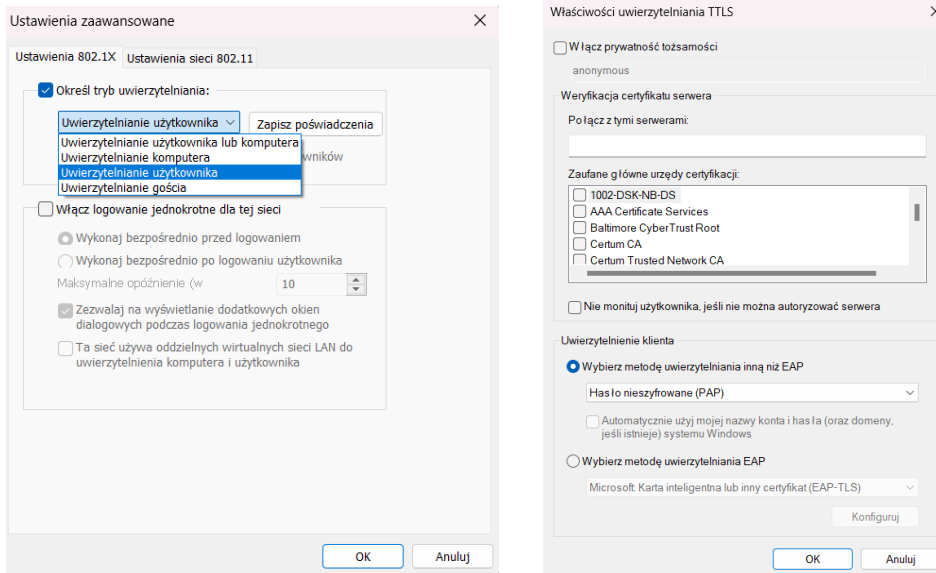 Ustawienia zaawansowane
Ustawienia 802.1X
Ustawienia sieci 802.11
Określ tryb uwierzytelniania:
Uwierzytelnianie użytkownika
Zapisz poświadczenia
Uwierzytelnianie użytkownika lub komputera
Uwierzytelnianie komputera
Uwierzytelnianie użytkownika
Uwierzytelnianie gościa
Włącz logowanie jednokrotne dla tej sieci
Wykonaj bezpośrednio przed logowaniem
Wykonaj bezpośrednio po logowaniu użytkownika
Maksymalne opóźnienie (w
10
Zezwalaj na wyświetlanie dodatkowych okien
dialogowych podczas logowania jednokrotnego
Ta sieć używa oddzielnych wirtualnych sieci LAN do
uwierzytelnienia komputera i użytkownika
OK
Anuluj
Właściwości uwierzytelniania TTLS
Włącz prywatność tożsamości
anonymous
Weryfikacja certyfikatu serwera
Połącz z tymi serwerami:
Zaufane główne urzędy certyfikacji:
1002-DSK-NB-DS
AAA Certificate Services
Baltimore CyberTrust Root
Certum CA
Certum Trusted Network CA
Nie monituj użytkownika, jeśli nie można autoryzować serwera
Uwierzytelnienie klienta
Wybierz metodę uwierzytelniania inną niż EAP
Hasło nieszyfrowane (PAP)
Automatycznie użyj mojej nazwy konta i hasła (oraz domeny,
jeśli istnieje) systemu Windows
Wybierz metodę uwierzytelniania EAP
Microsoft: Karta inteligentna lub inny certyfikat (EAP-TLS)
Konfiguruj
OK
Anuluj